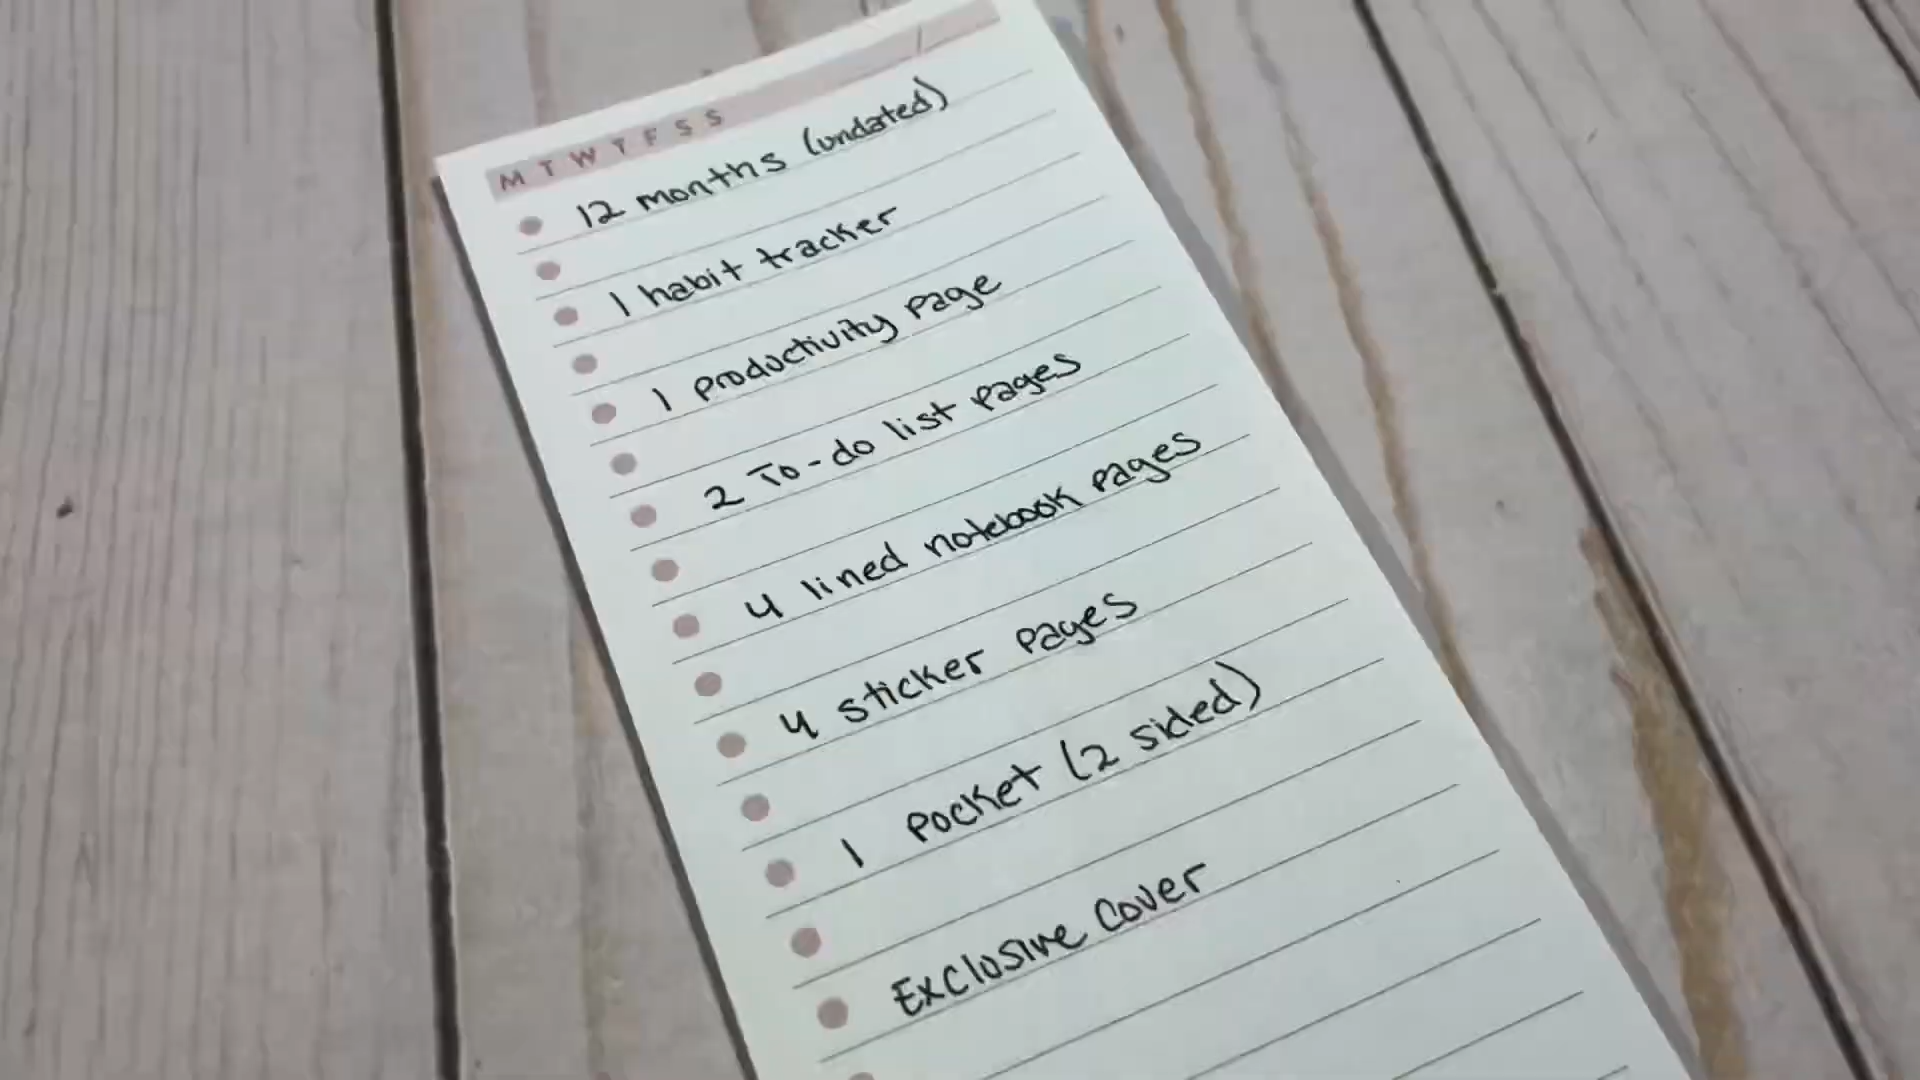 M T W T F S S /
12 months (undated)
1 habit tracker
1 productivity page
2 To-do list pages
4 lined notebook pages
4 sticker pages
1 pocket (2 sided)
Exclusive Cover